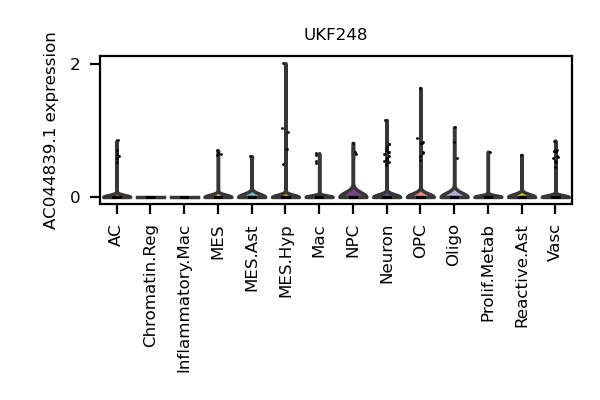 UKF248
AC044839.1 expression
2
0
AC
Chromatin.Reg
Inflammatory.Mac
MES
MES.Ast
MES.Hyp
Mac
NPC
Neuron
OPC
Oligo
Prolif.Metab
Reactive.Ast
Vasc